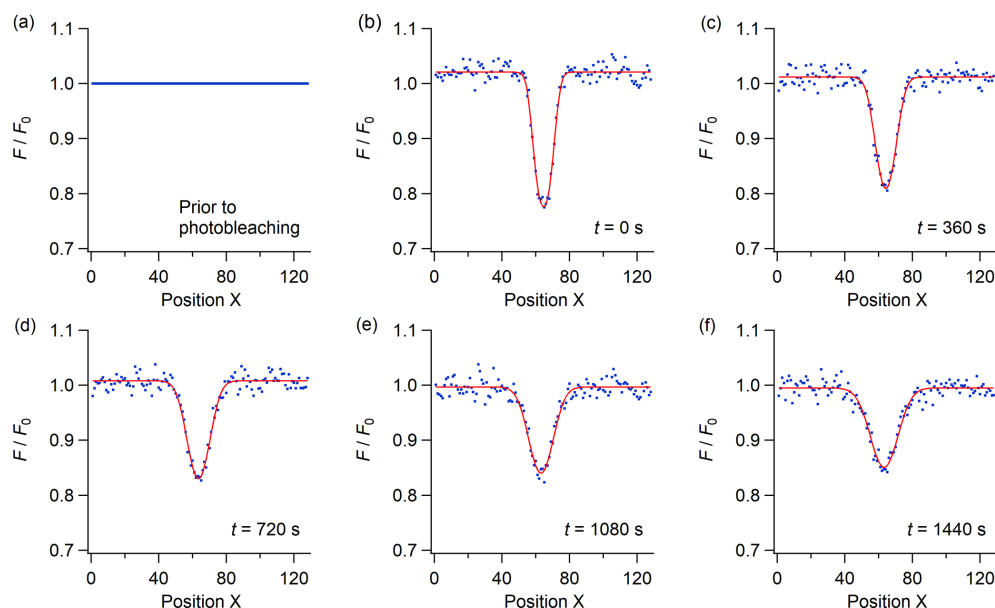 (a)
1.1
1.0
0.9
0.8
0.7
F / F0
Prior to
photobleaching
0 40 80 120
Position X
(b)
1.1
1.0
0.9
0.8
0.7
F / F0
t = 0 s
0 40 80 120
Position X
(c)
1.1
1.0
0.9
0.8
0.7
F / F0
t = 360 s
0 40 80 120
Position X
(d)
1.1
1.0
0.9
0.8
0.7
F / F0
t = 720 s
0 40 80 120
Position X
(e)
1.1
1.0
0.9
0.8
0.7
F / F0
t = 1080 s
0 40 80 120
Position X
(f)
1.1
1.0
0.9
0.8
0.7
F / F0
t = 1440 s
0 40 80 120
Position X